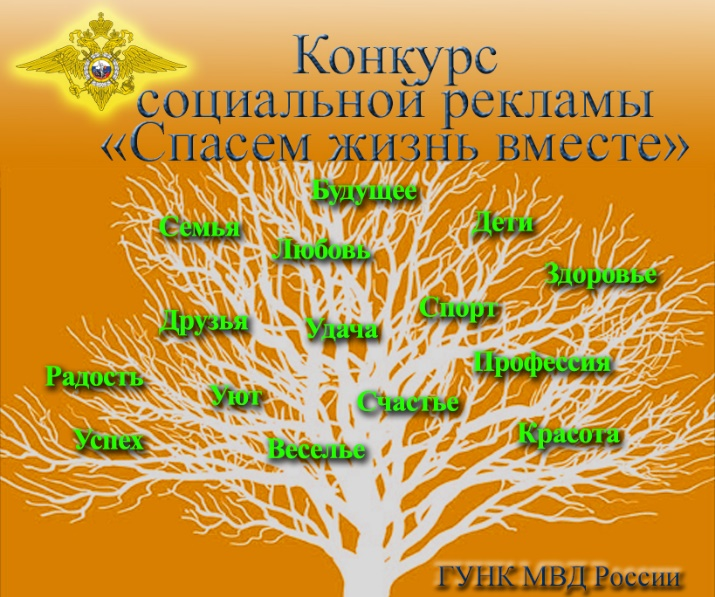 Конкурс
социальной рекламы
«Спасем жизнь вместе»
Будущее
Семья
Дети
Любовь
Здоровье
Друзья
Удача
Спорт
Профессия
Радость
Уют
Счастье
Успех
Веселье
Красота
ГУНК МВД России